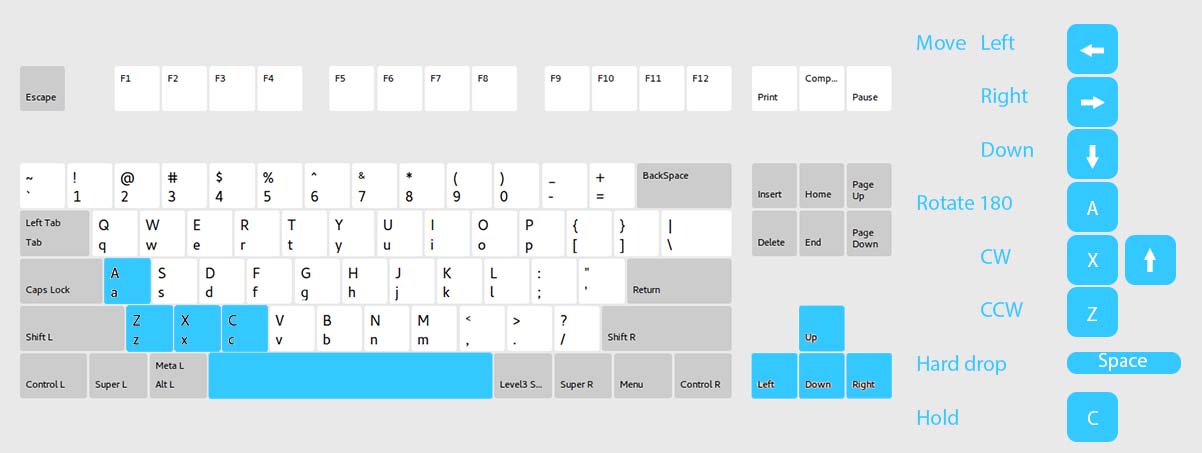 Move Left
Escape F1 F2 F3 F4 F5 F6 F7 F8 F9 F10 F11 F12 Print Comp... Pause
Right
Down
~ ! @ # $ % ^ & * ( ) _ + BackSpace
` 1 2 3 4 5 6 7 8 9 0 - =
Insert Home Page Up
Left Tab Q W E R T Y U I O P { } |
Tab q w e r t y u i o p [ ] \
Delete End Page Down
Rotate 180 A
Caps Lock A S D F G H J K L : " Return
a s d f g h j k l ; '
CW X
Shift L Z X C V B N M < > ? Shift R
z x c v b n m , . /
Up
CCW Z
Control L Super L Meta L Alt L Level3 S... Super R Menu Control R
Left Down Right
Hard drop Space
Hold C